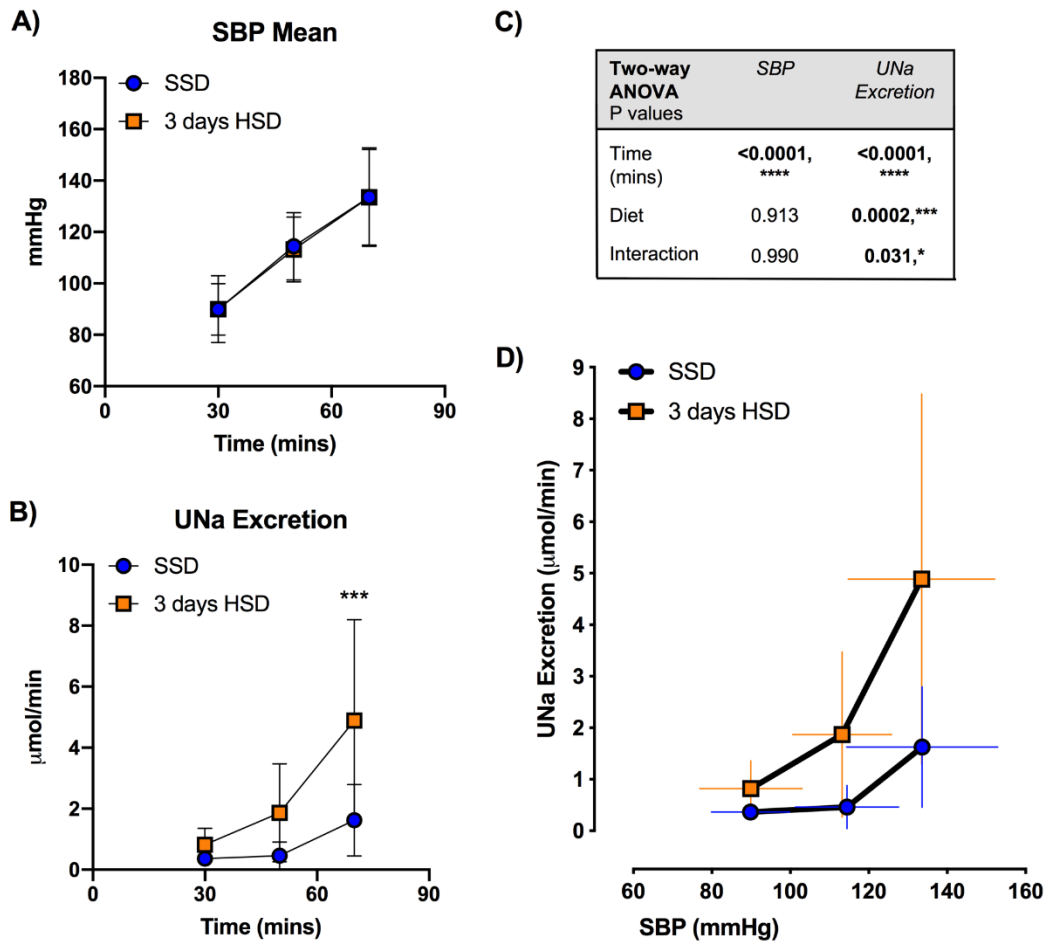 A)
SBP Mean
SSD
3 days HSD
180
160
140
120
100
80
60
mmHg
0 30 60 90
Time (mins)
B)
UNa Excretion
SSD
3 days HSD
***
10
8
6
4
2
0
μmol/min
0 30 60 90
Time (mins)
C)
Two-way SBP UNa
ANOVA Excretion
P values
Time <0.0001, <0.0001,
(mins) **** ****
Diet 0.913 0.0002,***
Interaction 0.990 0.031,*
D)
SSD
3 days HSD
9
8
7
6
5
4
3
2
1
0
UNa Excretion (μmol/min)
60 80 100 120 140 160
SBP (mmHg)